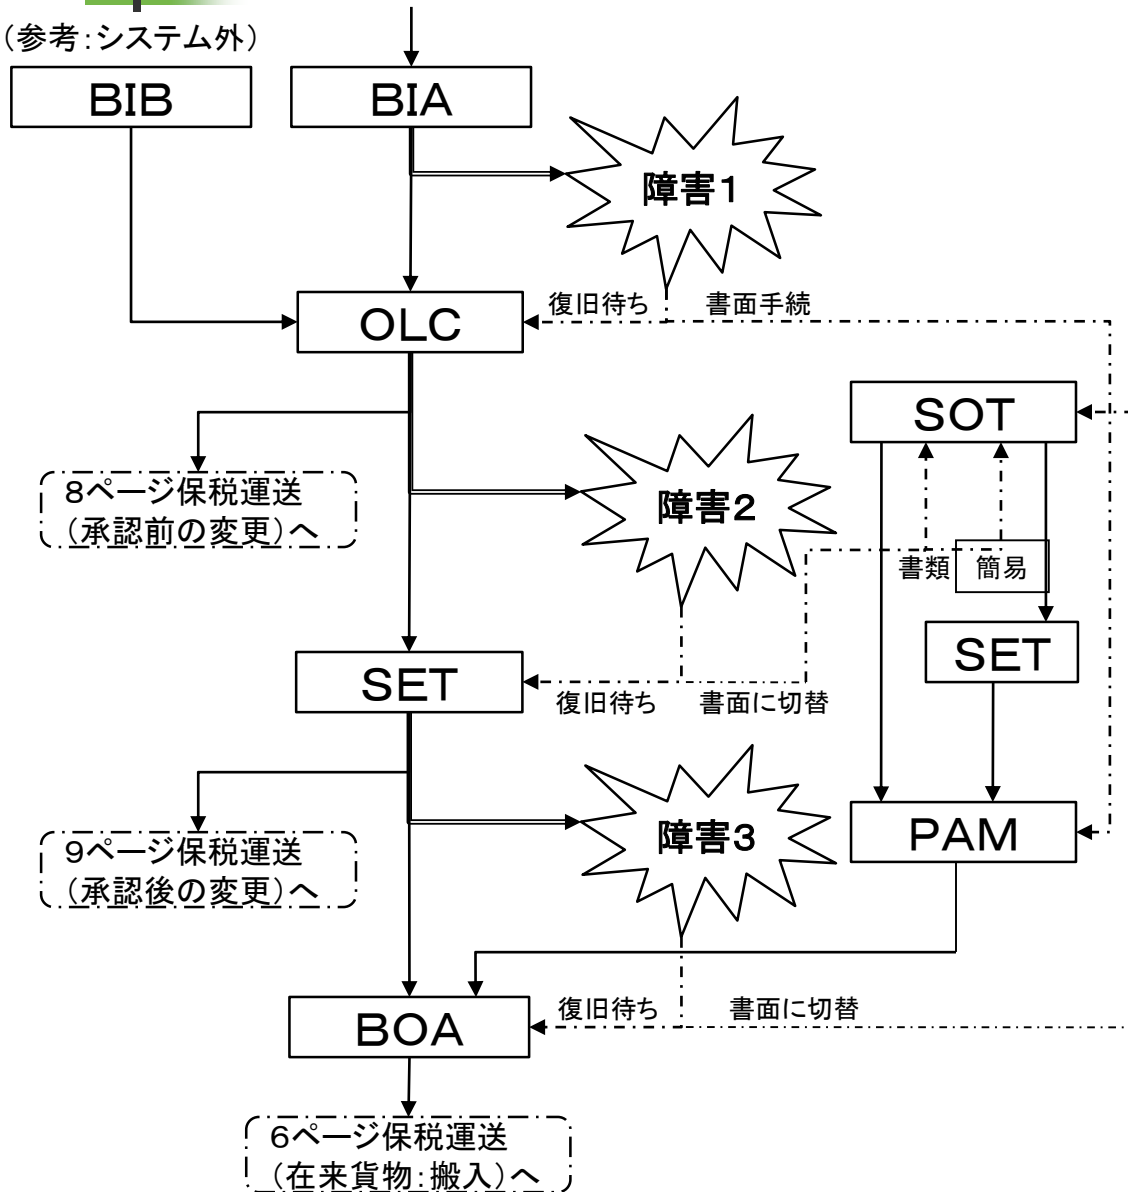 （参考：システム外）
ＢＩＢ
ＢＩＡ
障害１
復旧待ち
書面手続
ＯＬＣ
ＳＯＴ
８ページ保税運送
（承認前の変更）へ
障害２
書類
簡易
ＳＥＴ
ＳＥＴ
復旧待ち
書面に切替
９ページ保税運送
（承認後の変更）へ
障害３
ＰＡＭ
復旧待ち
書面に切替
ＢＯＡ
６ページ保税運送
（在来貨物：搬入）へ